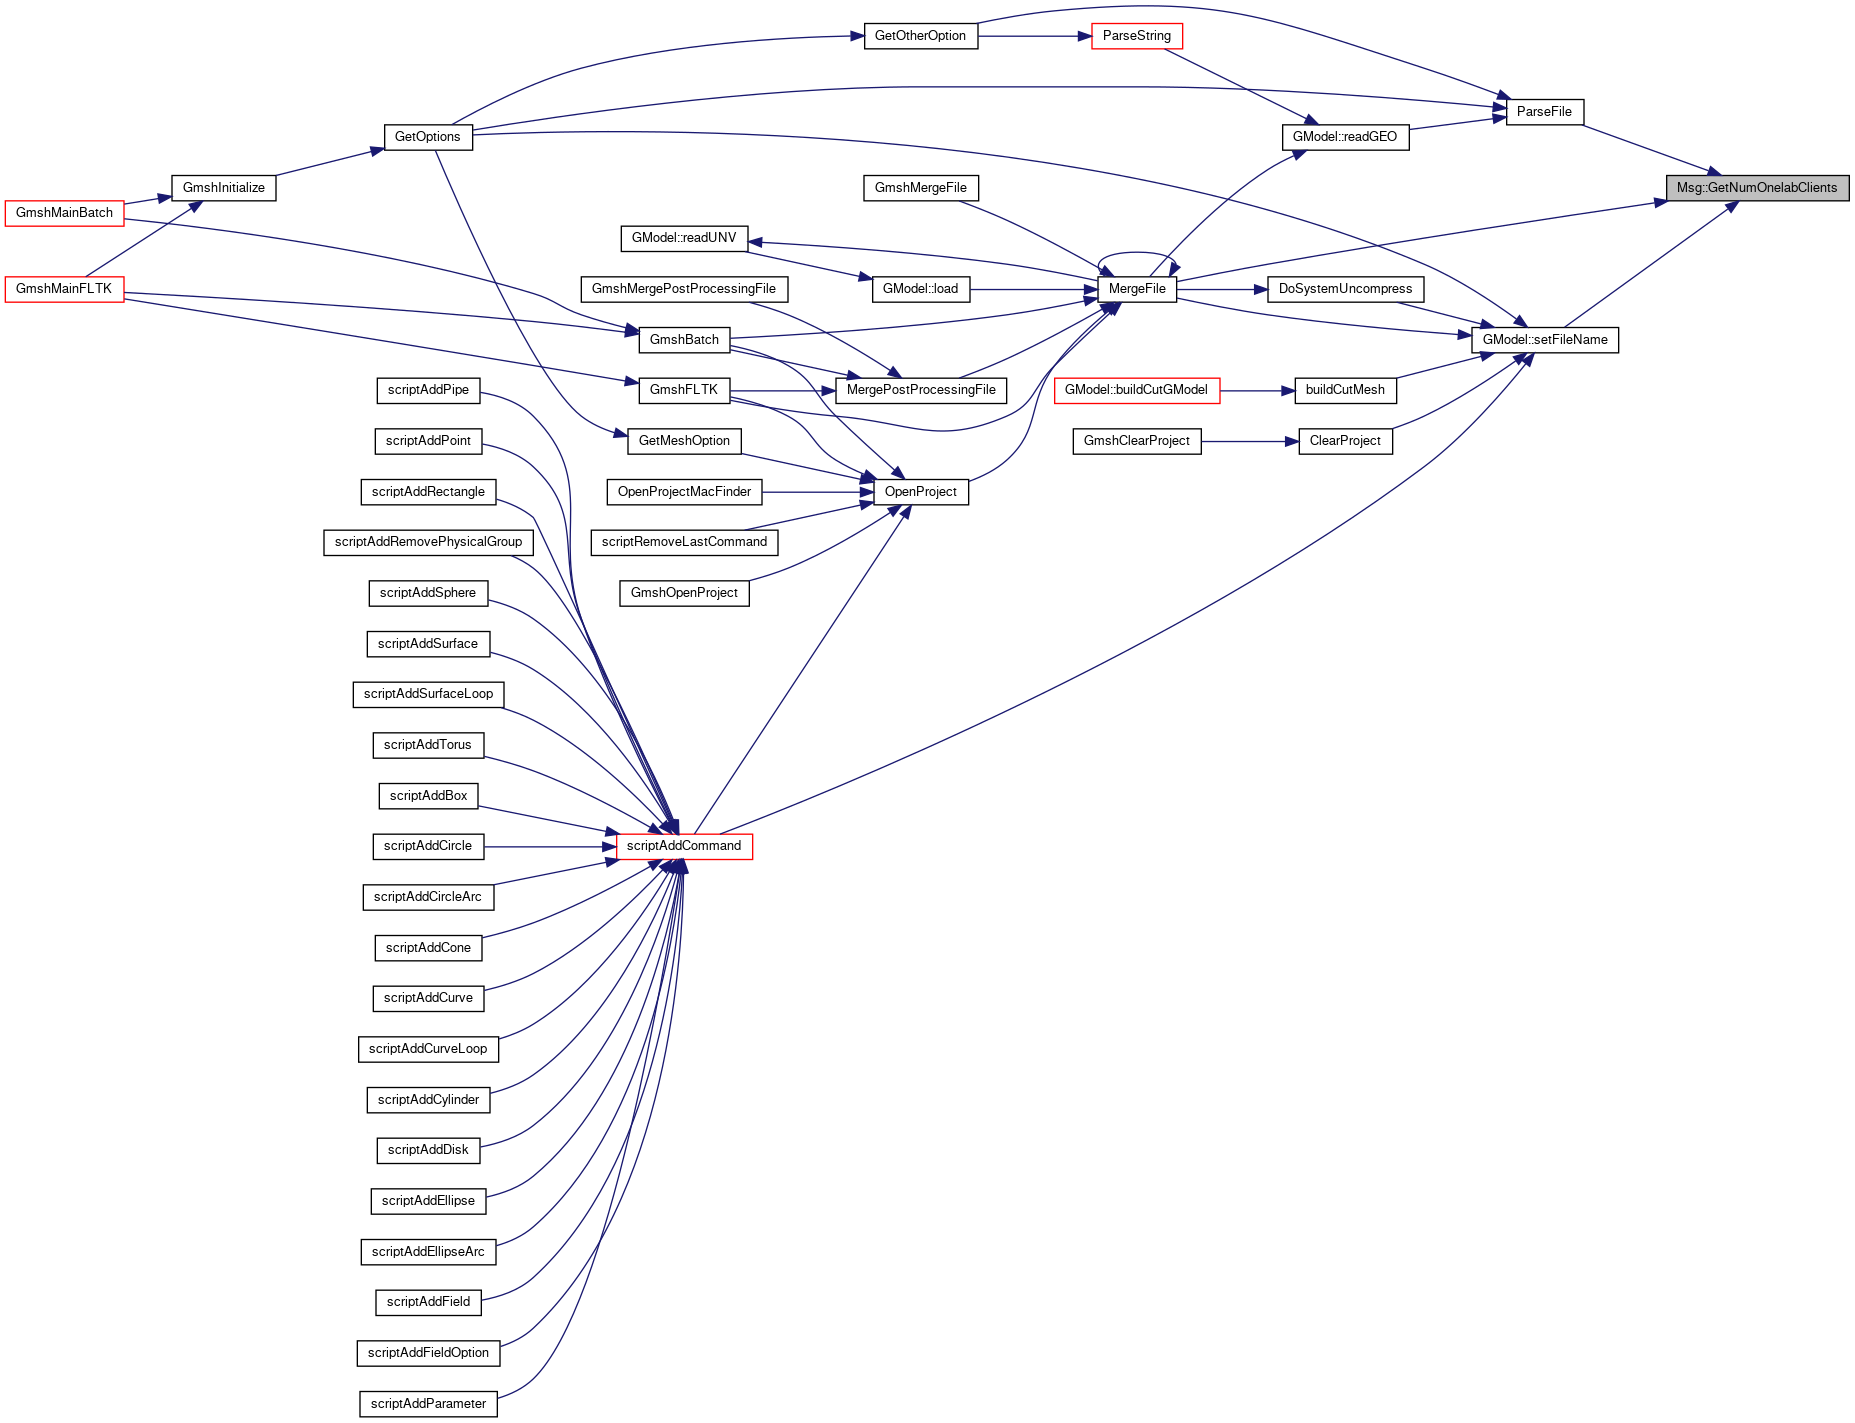 GetOtherOption
ParseString
ParseFile
GetOptions
GModel::readGEO
GmshInitialize
GmshMergeFile
Msg::GetNumOnelabClients
GmshMainBatch
GModel::readUNV
GmshMainFLTK
GmshMergePostProcessingFile
GModel::load
MergeFile
DoSystemUncompress
GmshBatch
GModel::setFileName
scriptAddPipe
GmshFLTK
MergePostProcessingFile
GModel::buildCutGModel
buildCutMesh
scriptAddPoint
GetMeshOption
GmshClearProject
ClearProject
scriptAddRectangle
OpenProjectMacFinder
OpenProject
scriptAddRemovePhysicalGroup
scriptRemoveLastCommand
scriptAddSphere
GmshOpenProject
scriptAddSurface
scriptAddSurfaceLoop
scriptAddTorus
scriptAddBox
scriptAddCircle
scriptAddCommand
scriptAddCircleArc
scriptAddCone
scriptAddCurve
scriptAddCurveLoop
scriptAddCylinder
scriptAddDisk
scriptAddEllipse
scriptAddEllipseArc
scriptAddField
scriptAddFieldOption
scriptAddParameter